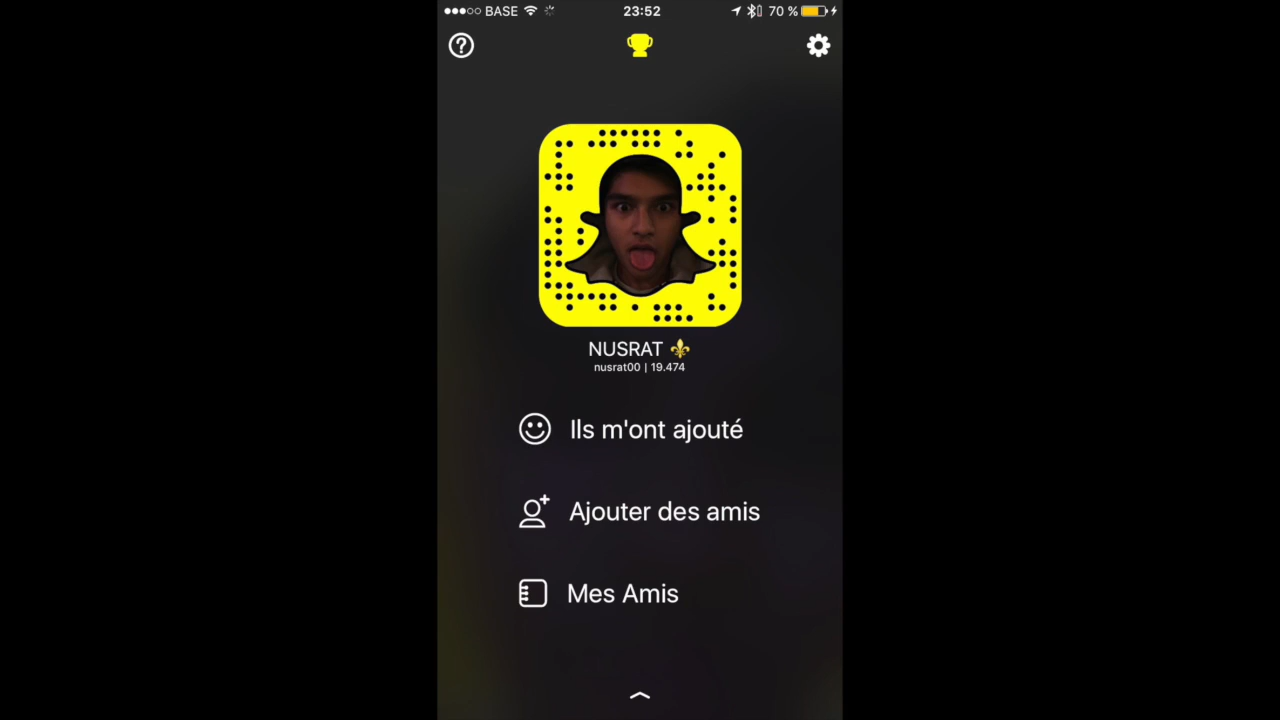 BASE 23:52 70 %
NUSRAT ⚜️
nusrat00 | 19.474
Ils m'ont ajouté
Ajouter des amis
Mes Amis